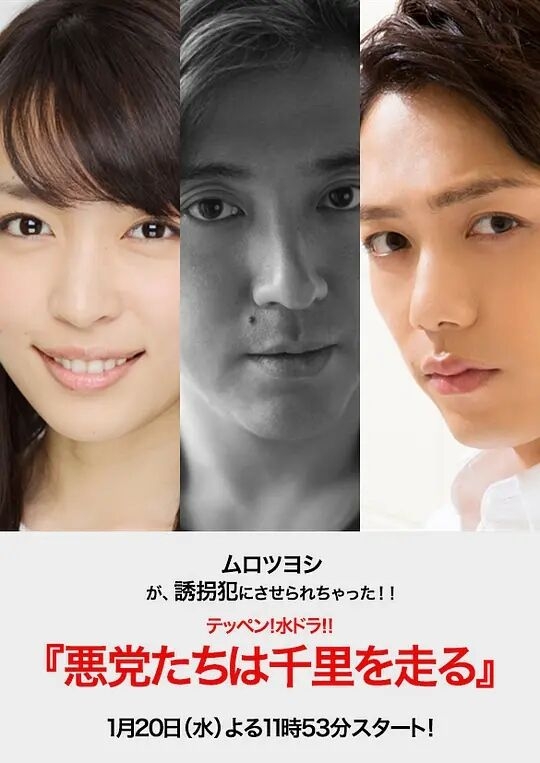 ムロツヨシ
が、誘拐犯にさせられちゃった！！
テッペン!水ドラ!!
『悪党たちは千里を走る』
1月20日(水)よる11時53分スタート!